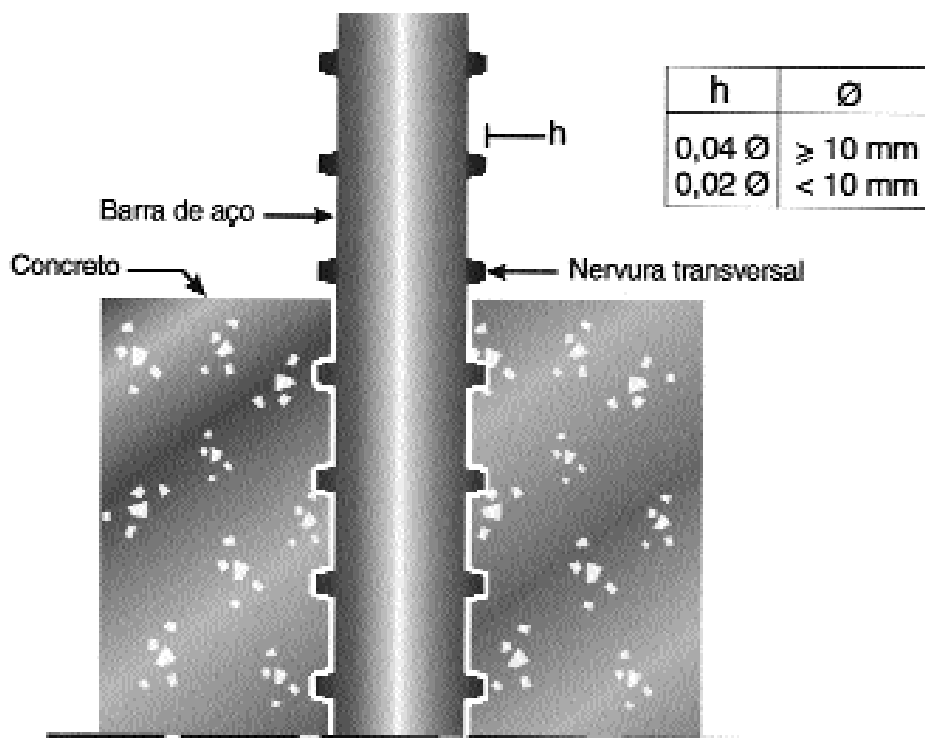 h Ø
0,04 Ø ≥ 10 mm
0,02 Ø < 10 mm
h
Barra de aço
Concreto
Nervura transversal